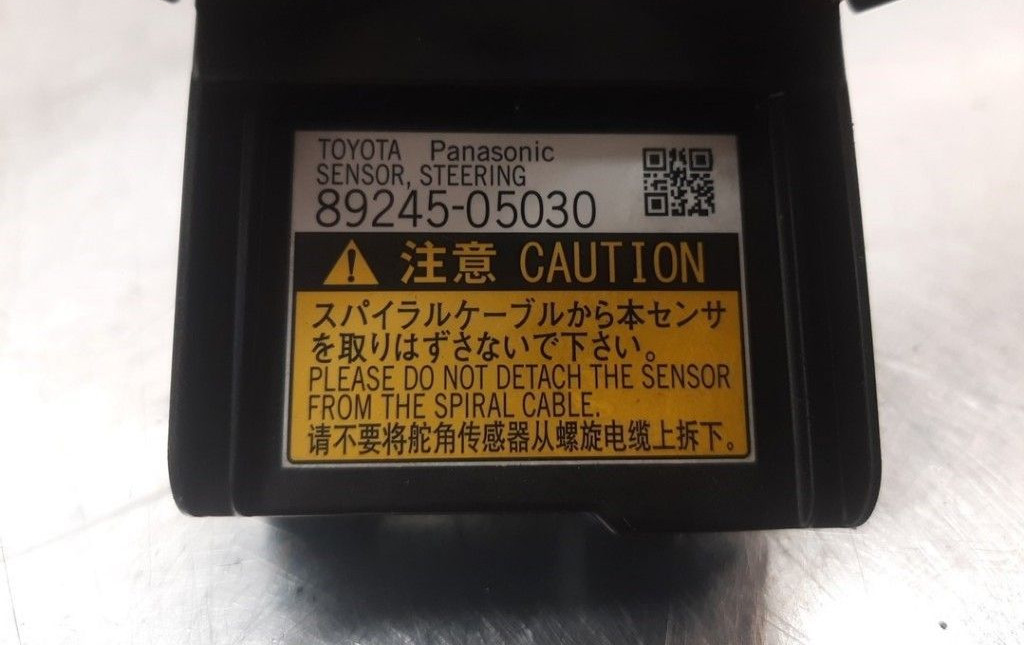 TOYOTA Panasonic
SENSOR, STEERING
89245-05030
注意 CAUTION
スパイラルケーブルから本センサ
を取りはずさないで下さい。
PLEASE DO NOT DETACH THE SENSOR
FROM THE SPIRAL CABLE.
请不要将舵角传感器从螺旋电缆上拆下。